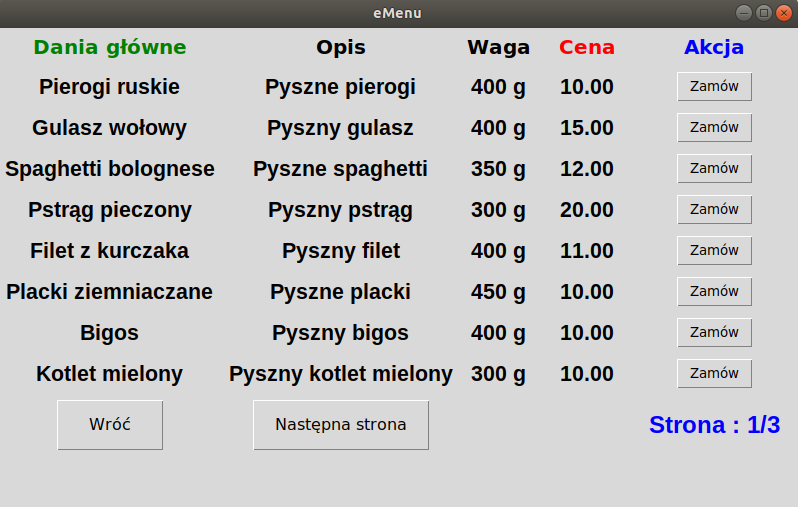 eMenu
Dania główne Opis Waga Cena Akcja
Pierogi ruskie Pyszne pierogi 400 g 10.00 Zamów
Gulasz wołowy Pyszny gulasz 400 g 15.00 Zamów
Spaghetti bolognese Pyszne spaghetti 350 g 12.00 Zamów
Pstrąg pieczony Pyszny pstrąg 300 g 20.00 Zamów
Filet z kurczaka Pyszny filet 400 g 11.00 Zamów
Placki ziemniaczane Pyszne placki 450 g 10.00 Zamów
Bigos Pyszny bigos 400 g 10.00 Zamów
Kotlet mielony Pyszny kotlet mielony 300 g 10.00 Zamów
Wróć Następna strona Strona : 1/3